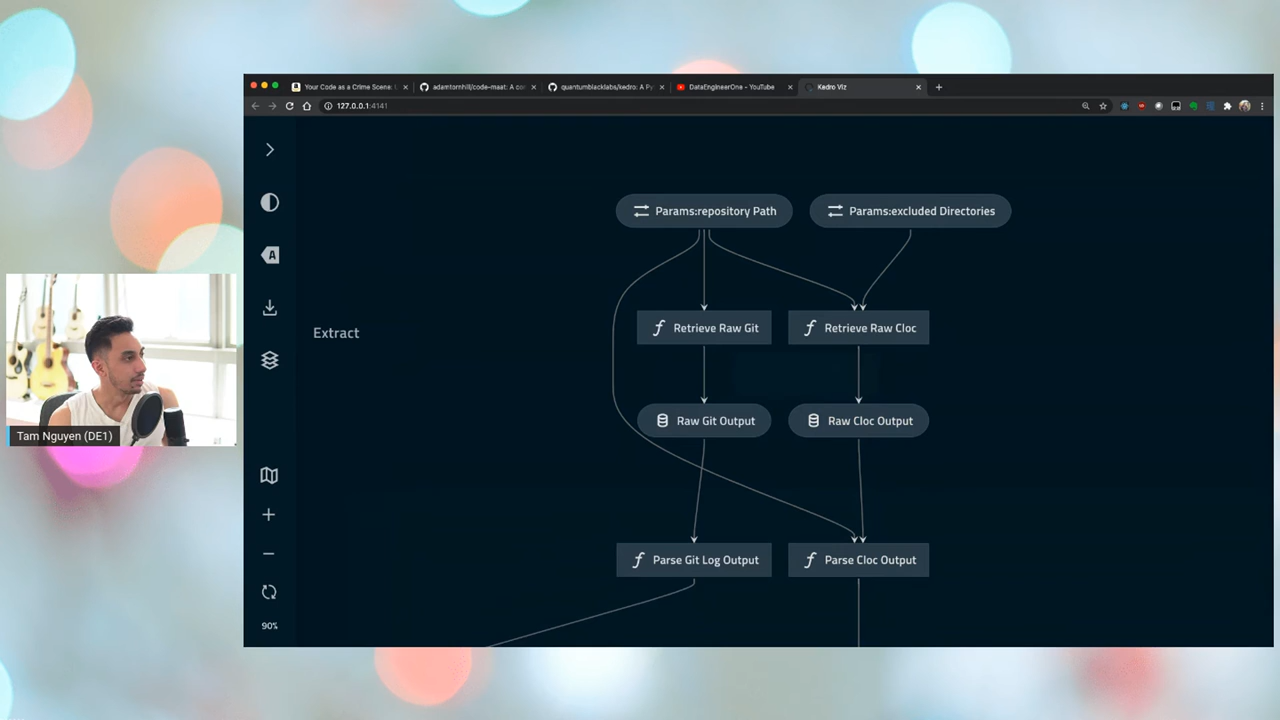 Your Code as a Crime Scene:
adamtornhill/code-maat: A co
quantumblacklabs/kedro: A Py
DataEngineerOne - YouTube
Kedro Viz
127.0.0.1:4141
Params:repository Path
Params:excluded Directories
A
Retrieve Raw Git
Retrieve Raw Cloc
Extract
Raw Git Output
Raw Cloc Output
Tam Nguyen (DE1)
Parse Git Log Output
Parse Cloc Output
90%